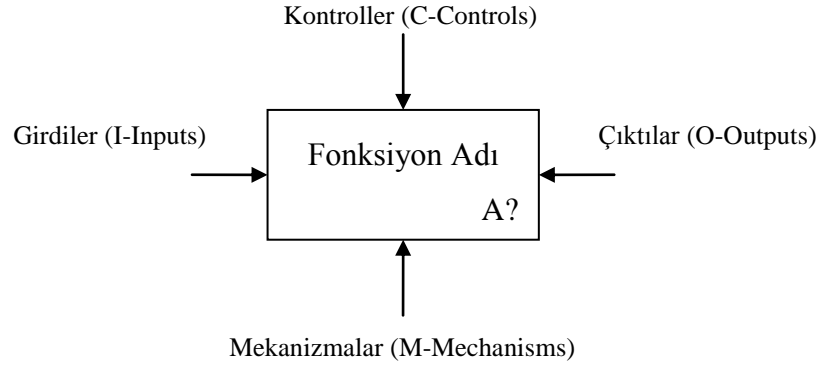 Kontroller (C-Controls)
Girdiler (I-Inputs)
Çıktılar (O-Outputs)
Fonksiyon Adı
A?
Mekanizmalar (M-Mechanisms)